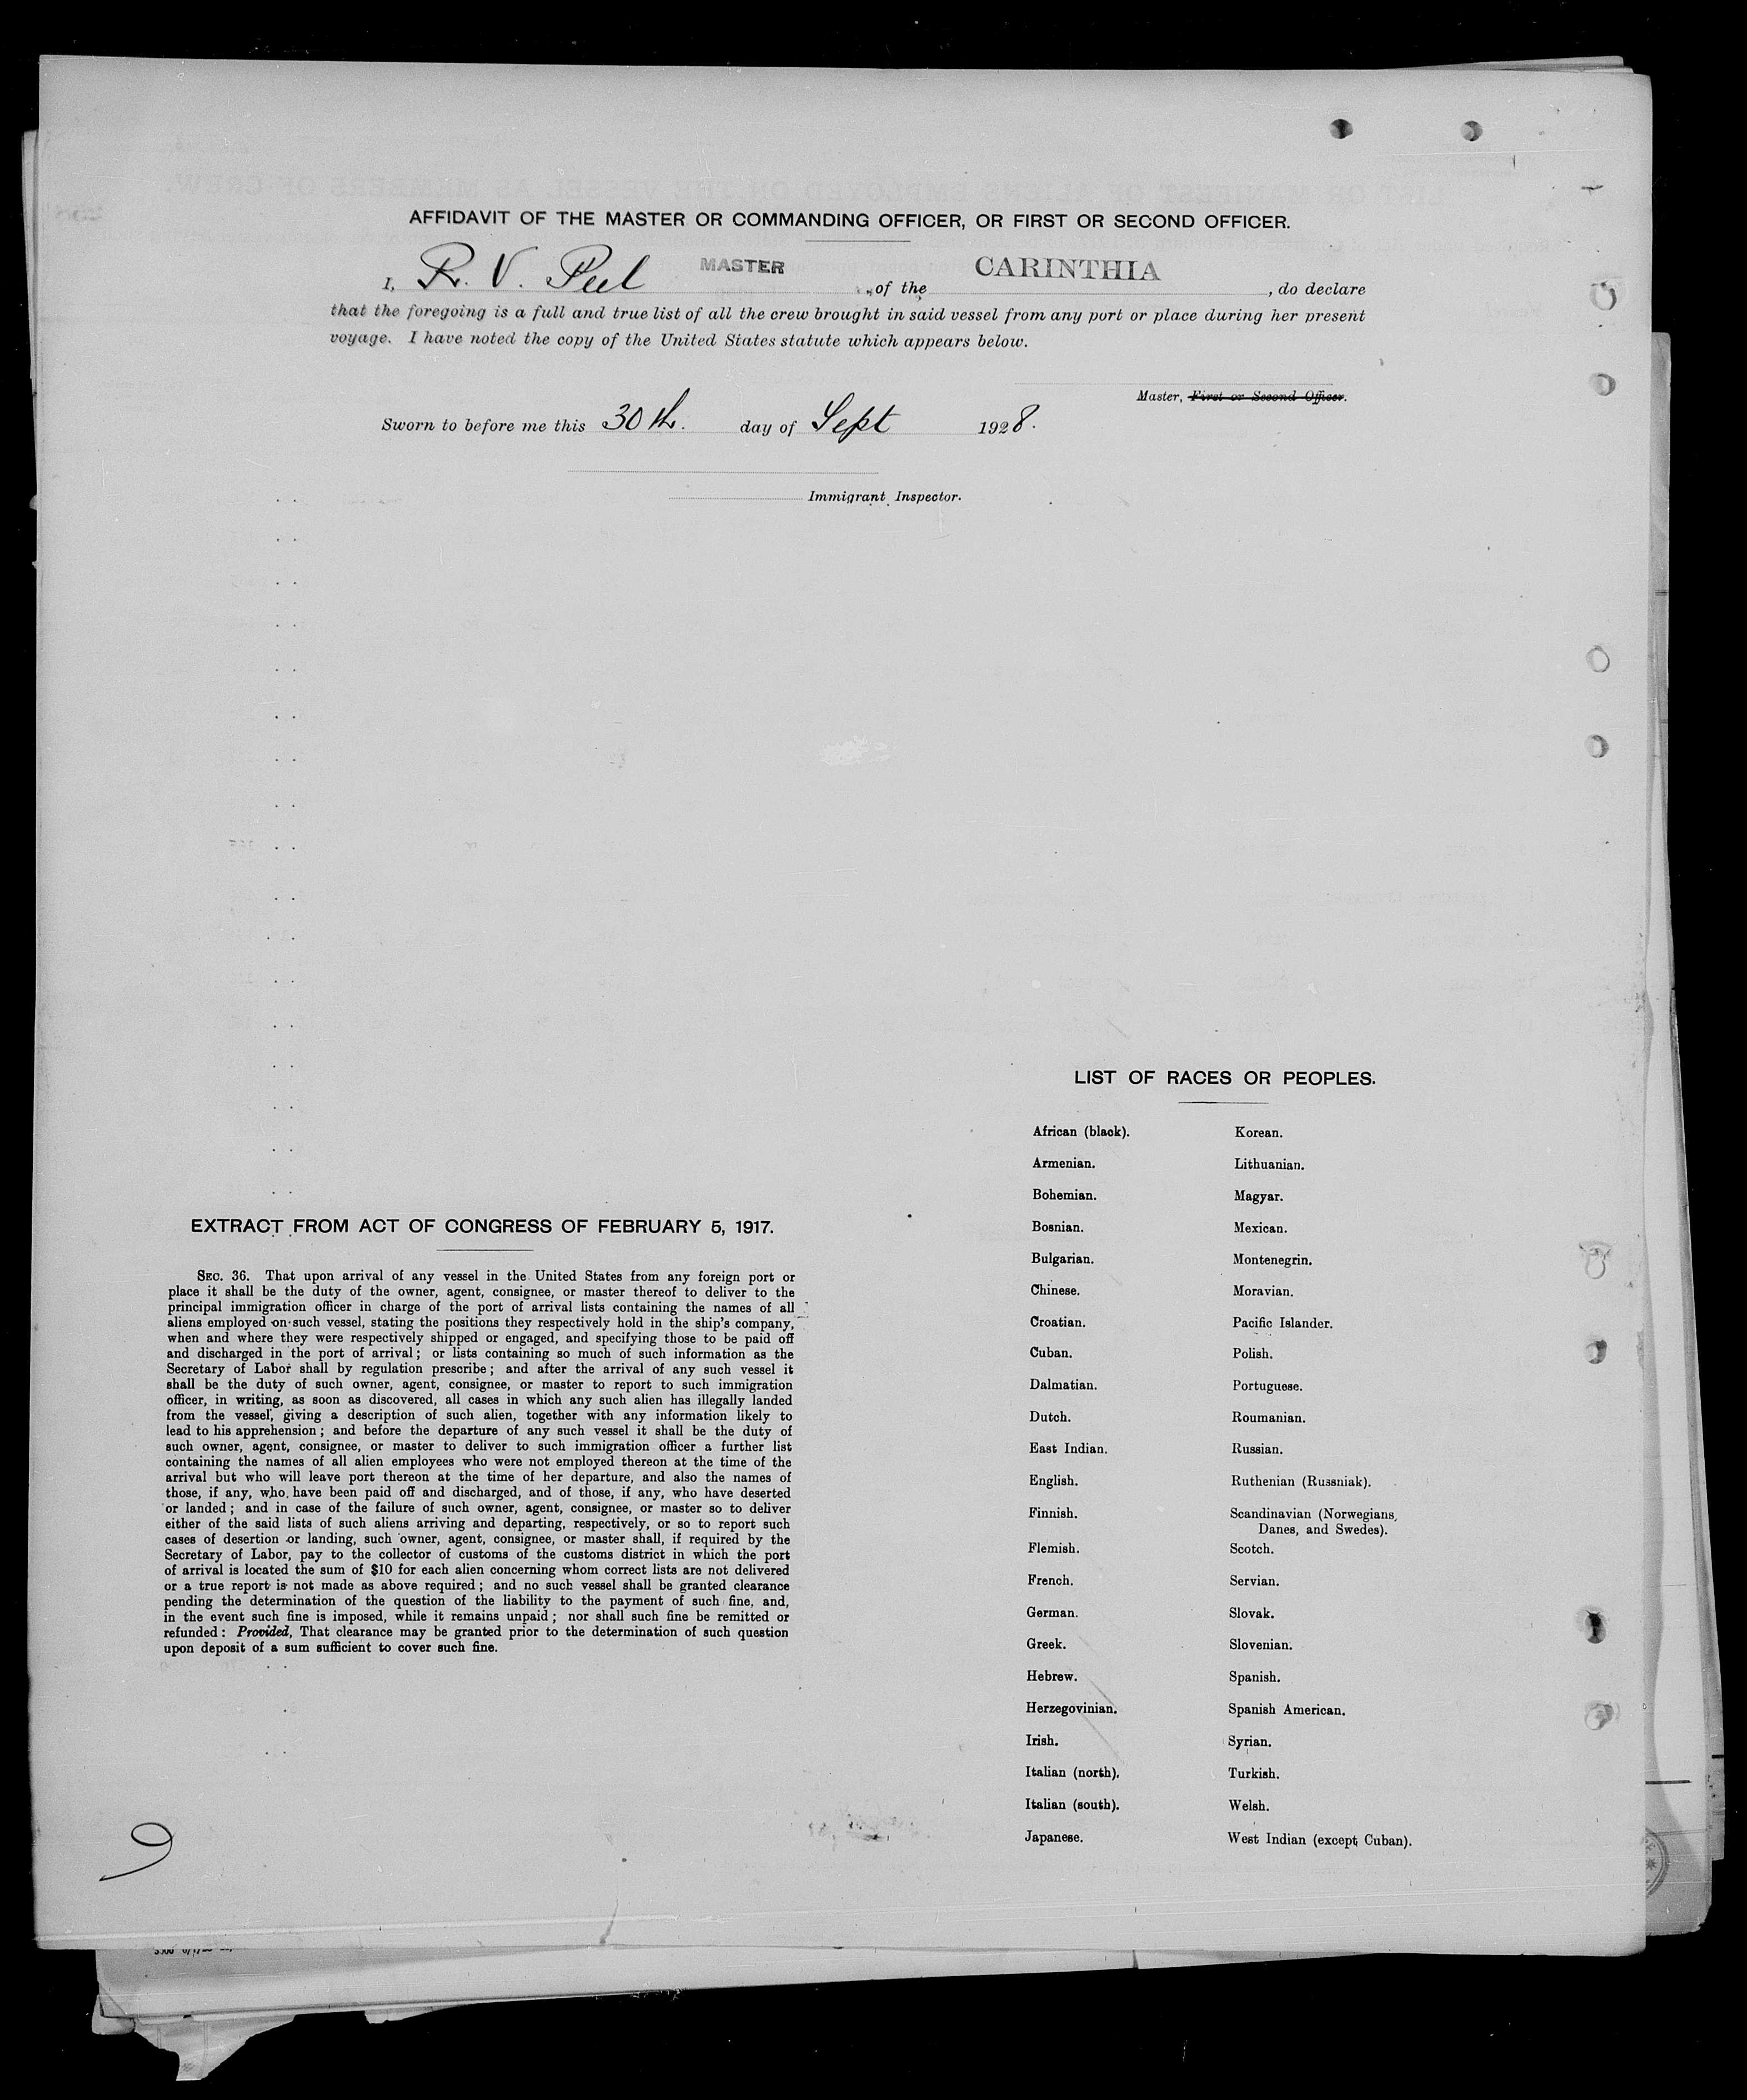 AFFIDAVIT OF THE MASTER OR COMMANDING OFFICER, OR FIRST OR SECOND OFFICER.
I, R. V. Peel MASTER, of the CARINTHIA, do declare
that the foregoing is a full and true list of all the crew brought in said vessel from any port or place during her present
voyage. I have noted the copy of the United States statute which appears below.
Master, First or Second Officer.
Sworn to before me this 30th. day of Sept 1928.
Immigrant Inspector.
EXTRACT FROM ACT OF CONGRESS OF FEBRUARY 5, 1917.
SEC. 36. That upon arrival of any vessel in the United States from any foreign port or
place it shall be the duty of the owner, agent, consignee, or master thereof to deliver to the
principal immigration officer in charge of the port of arrival lists containing the names of all
aliens employed on such vessel, stating the positions they respectively hold in the ship's company,
when and where they were respectively shipped or engaged, and specifying those to be paid off
and discharged in the port of arrival; or lists containing so much of such information as the
Secretary of Labor shall by regulation prescribe; and after the arrival of any such vessel it
shall be the duty of such owner, agent, consignee, or master to report to such immigration
officer, in writing, as soon as discovered, all cases in which any such alien has illegally landed
from the vessel, giving a description of such alien, together with any information likely to
lead to his apprehension; and before the departure of any such vessel it shall be the duty of
such owner, agent, consignee, or master to deliver to such immigration officer a further list
containing the names of all alien employees who were not employed thereon at the time of the
arrival but who will leave port thereon at the time of her departure, and also the names of
those, if any, who have been paid off and discharged, and of those, if any, who have deserted
or landed; and in case of the failure of such owner, agent, consignee, or master so to deliver
either of the said lists of such aliens arriving and departing, respectively, or so to report such
cases of desertion or landing, such owner, agent, consignee, or master shall, if required by the
Secretary of Labor, pay to the collector of customs of the customs district in which the port
of arrival is located the sum of $10 for each alien concerning whom correct lists are not delivered
or a true report is not made as above required; and no such vessel shall be granted clearance
pending the determination of the question of the liability to the payment of such fine, and,
in the event such fine is imposed, while it remains unpaid; nor shall such fine be remitted or
refunded: Provided, That clearance may be granted prior to the determination of such question
upon deposit of a sum sufficient to cover such fine.
LIST OF RACES OR PEOPLES.
African (black).
Armenian.
Bohemian.
Bosnian.
Bulgarian.
Chinese.
Croatian.
Cuban.
Dalmatian.
Dutch.
East Indian.
English.
Finnish.
Flemish.
French.
German.
Greek.
Hebrew.
Herzegovinian.
Irish.
Italian (north).
Italian (south).
Japanese.
Korean.
Lithuanian.
Magyar.
Mexican.
Montenegrin.
Moravian.
Pacific Islander.
Polish.
Portuguese.
Roumanian.
Russian.
Ruthenian (Russniak).
Scandinavian (Norwegians,
Danes, and Swedes).
Scotch.
Servian.
Slovak.
Slovenian.
Spanish.
Spanish American.
Syrian.
Turkish.
Welsh.
West Indian (except Cuban).
9